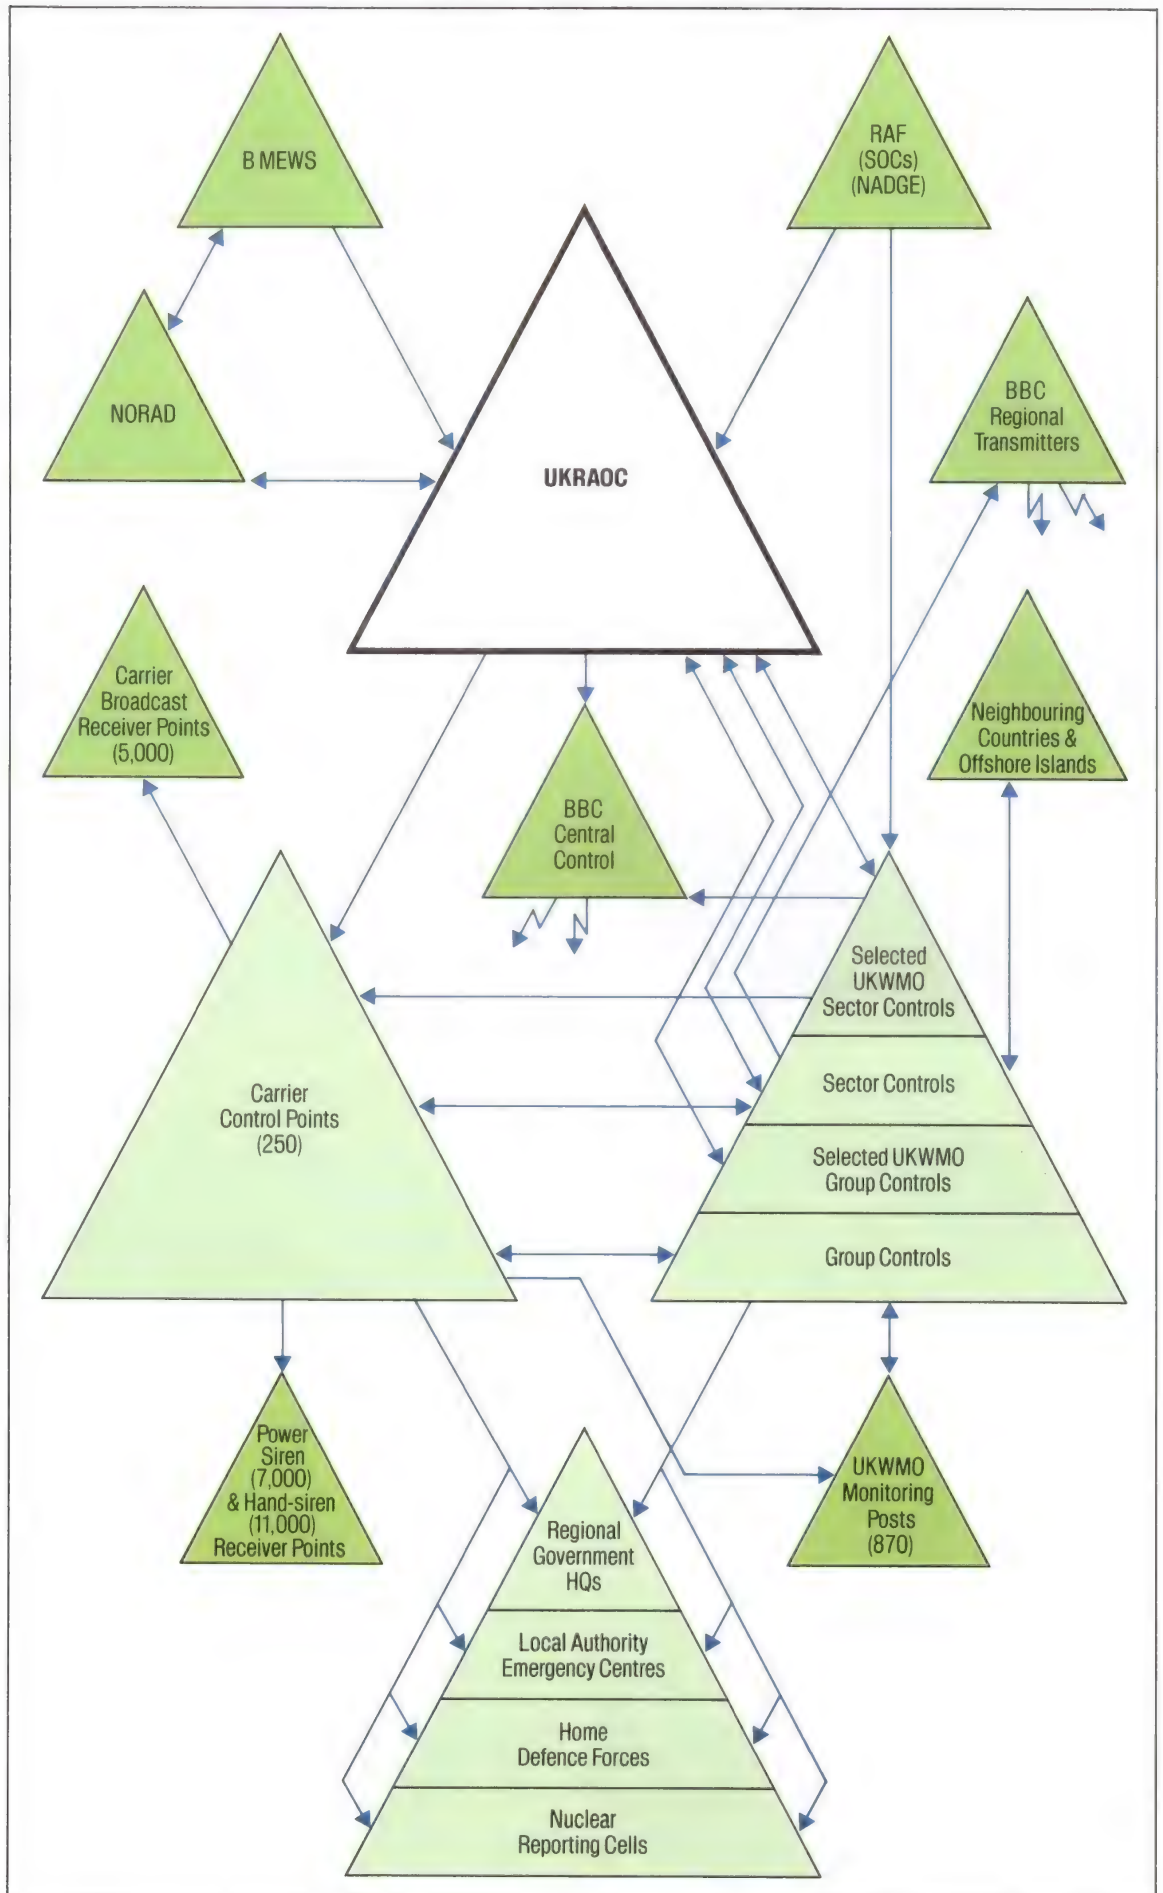 B MEWS
RAF
(SOCs)
(NADGE)
NORAD
BBC
Regional
Transmitters
UKRAOC
Carrier
Broadcast
Receiver Points
(5,000)
Neighbouring
Countries &
Offshore Islands
BBC
Central
Control
Selected
UKWMO
Sector Controls
Sector Controls
Selected UKWMO
Group Controls
Group Controls
Carrier
Control Points
(250)
Power
Siren
(7,000)
& Hand-siren
(11,000)
Receiver Points
UKWMO
Monitoring
Posts
(870)
Regional
Government
HQs
Local Authority
Emergency Centres
Home
Defence Forces
Nuclear
Reporting Cells